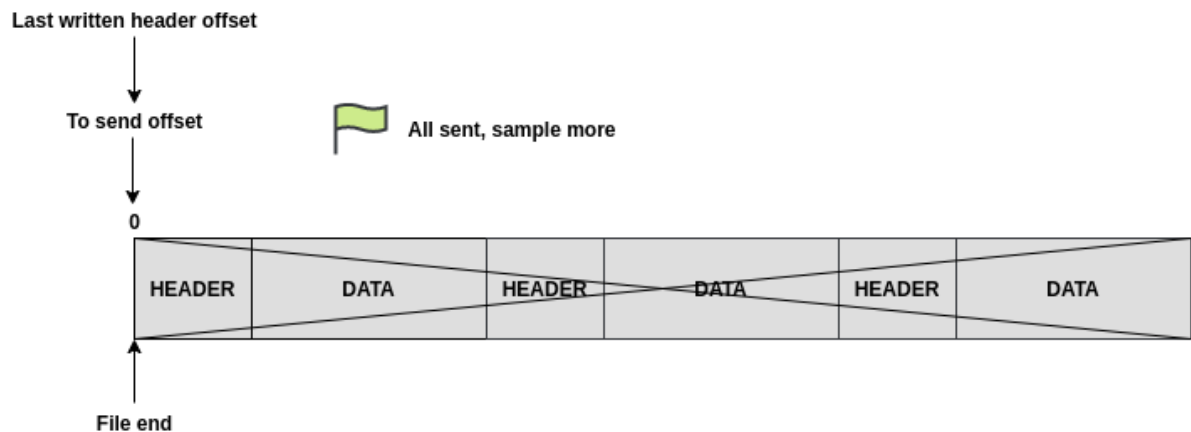 Last written header offset
To send offset
All sent, sample more
0
HEADER DATA HEADER DATA HEADER DATA
File end